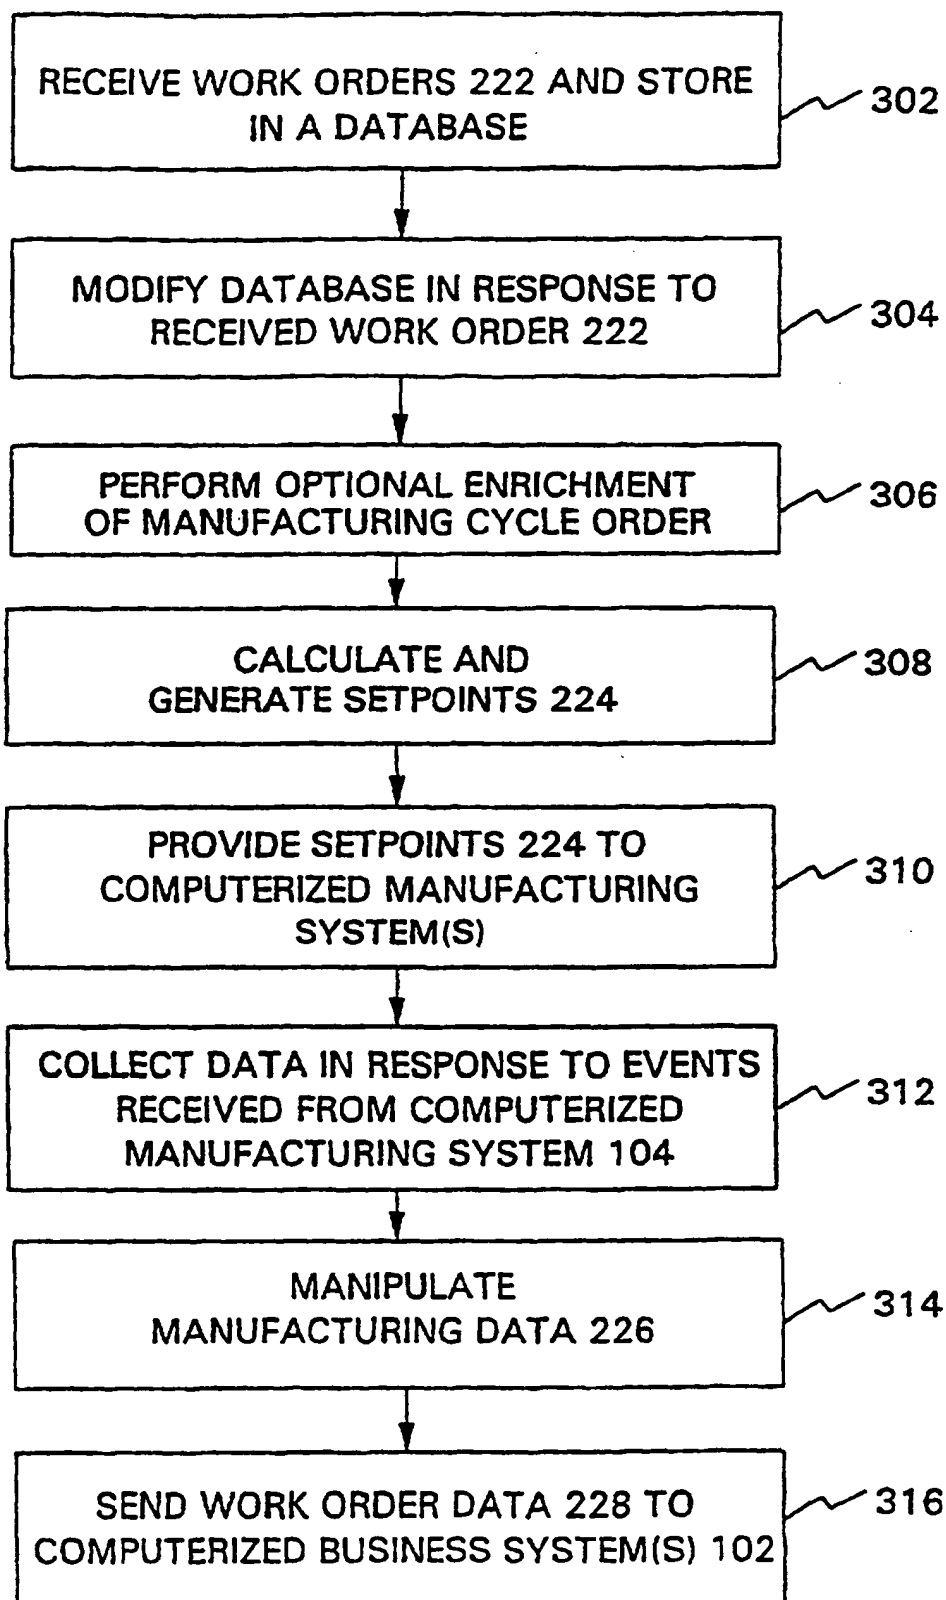 RECEIVE WORK ORDERS 222 AND STORE
IN A DATABASE
302
MODIFY DATABASE IN RESPONSE TO
RECEIVED WORK ORDER 222
304
PERFORM OPTIONAL ENRICHMENT
OF MANUFACTURING CYCLE ORDER
306
CALCULATE AND
GENERATE SETPOINTS 224
308
PROVIDE SETPOINTS 224 TO
COMPUTERIZED MANUFACTURING
SYSTEM(S)
310
COLLECT DATA IN RESPONSE TO EVENTS
RECEIVED FROM COMPUTERIZED
MANUFACTURING SYSTEM 104
312
MANIPULATE
MANUFACTURING DATA 226
314
SEND WORK ORDER DATA 228 TO
COMPUTERIZED BUSINESS SYSTEM(S) 102
316